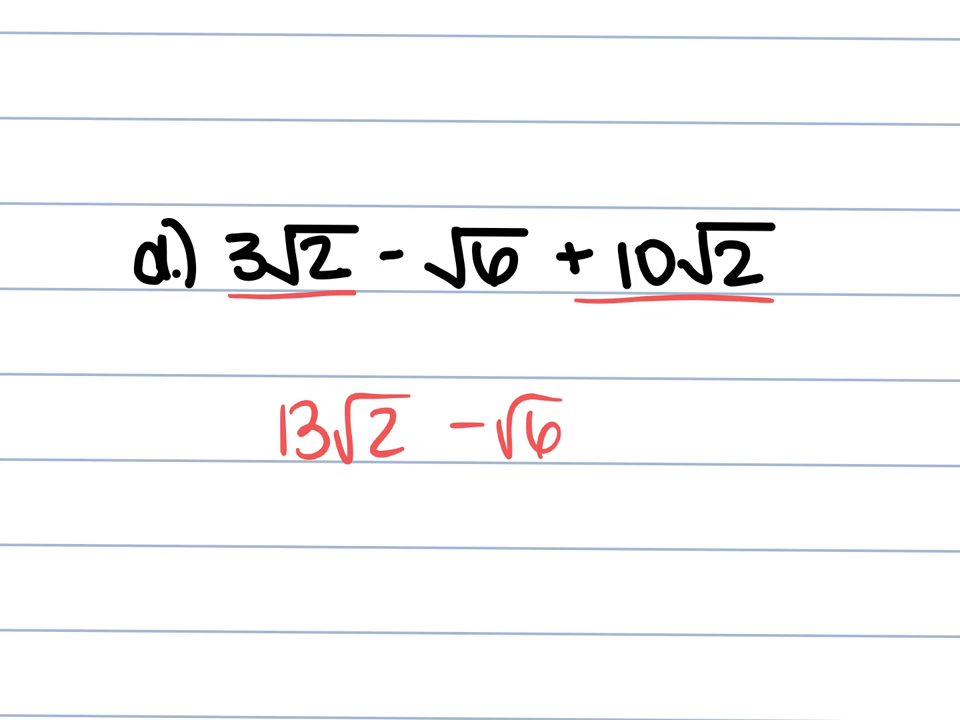 a.) 3√2 - √6 + 10√2
13√2 - √6